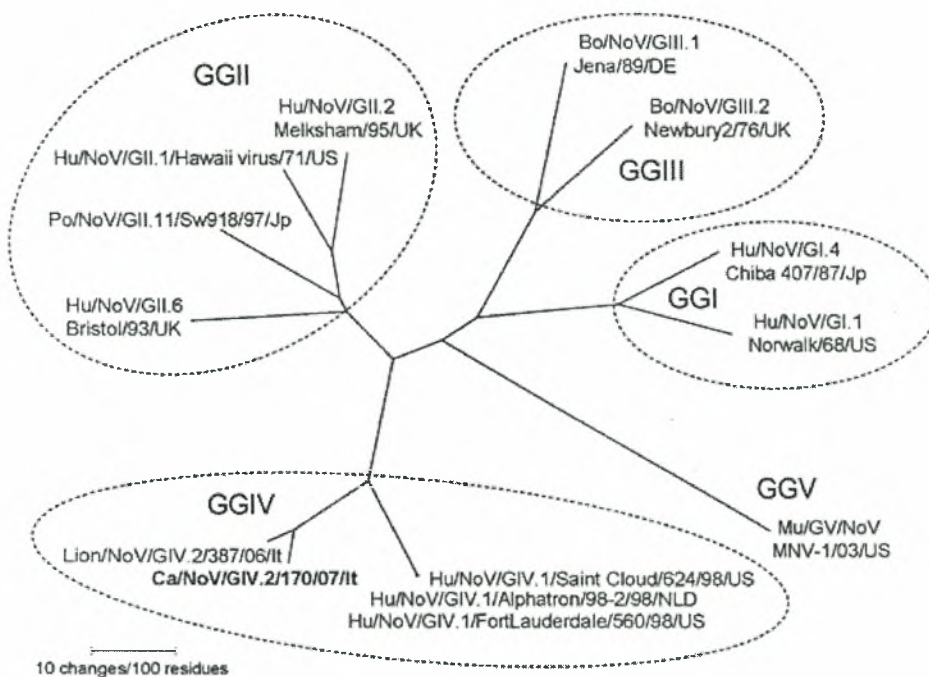 GGII
Hu/NoV/GII.2
Melksham/95/UK
Hu/NoV/GII.1/Hawaii virus/71/US
Po/NoV/GII.11/Sw918/97/Jp
Hu/NoV/GII.6
Bristol/93/UK
Bo/NoV/GIII.1
Jena/89/DE
Bo/NoV/GIII.2
Newbury2/76/UK
GGIII
Hu/NoV/GI.4
Chiba 407/87/Jp
GGI
Hu/NoV/GI.1
Norwalk/68/US
GGV
Mu/GV/NoV
MNV-1/03/US
GGIV
Lion/NoV/GIV.2/387/06/It
Ca/NoV/GIV.2/170/07/It
Hu/NoV/GIV.1/Saint Cloud/624/98/US
Hu/NoV/GIV.1/Alphatron/98-2/98/NLD
Hu/NoV/GIV.1/FortLauderdale/560/98/US
10 changes/100 residues